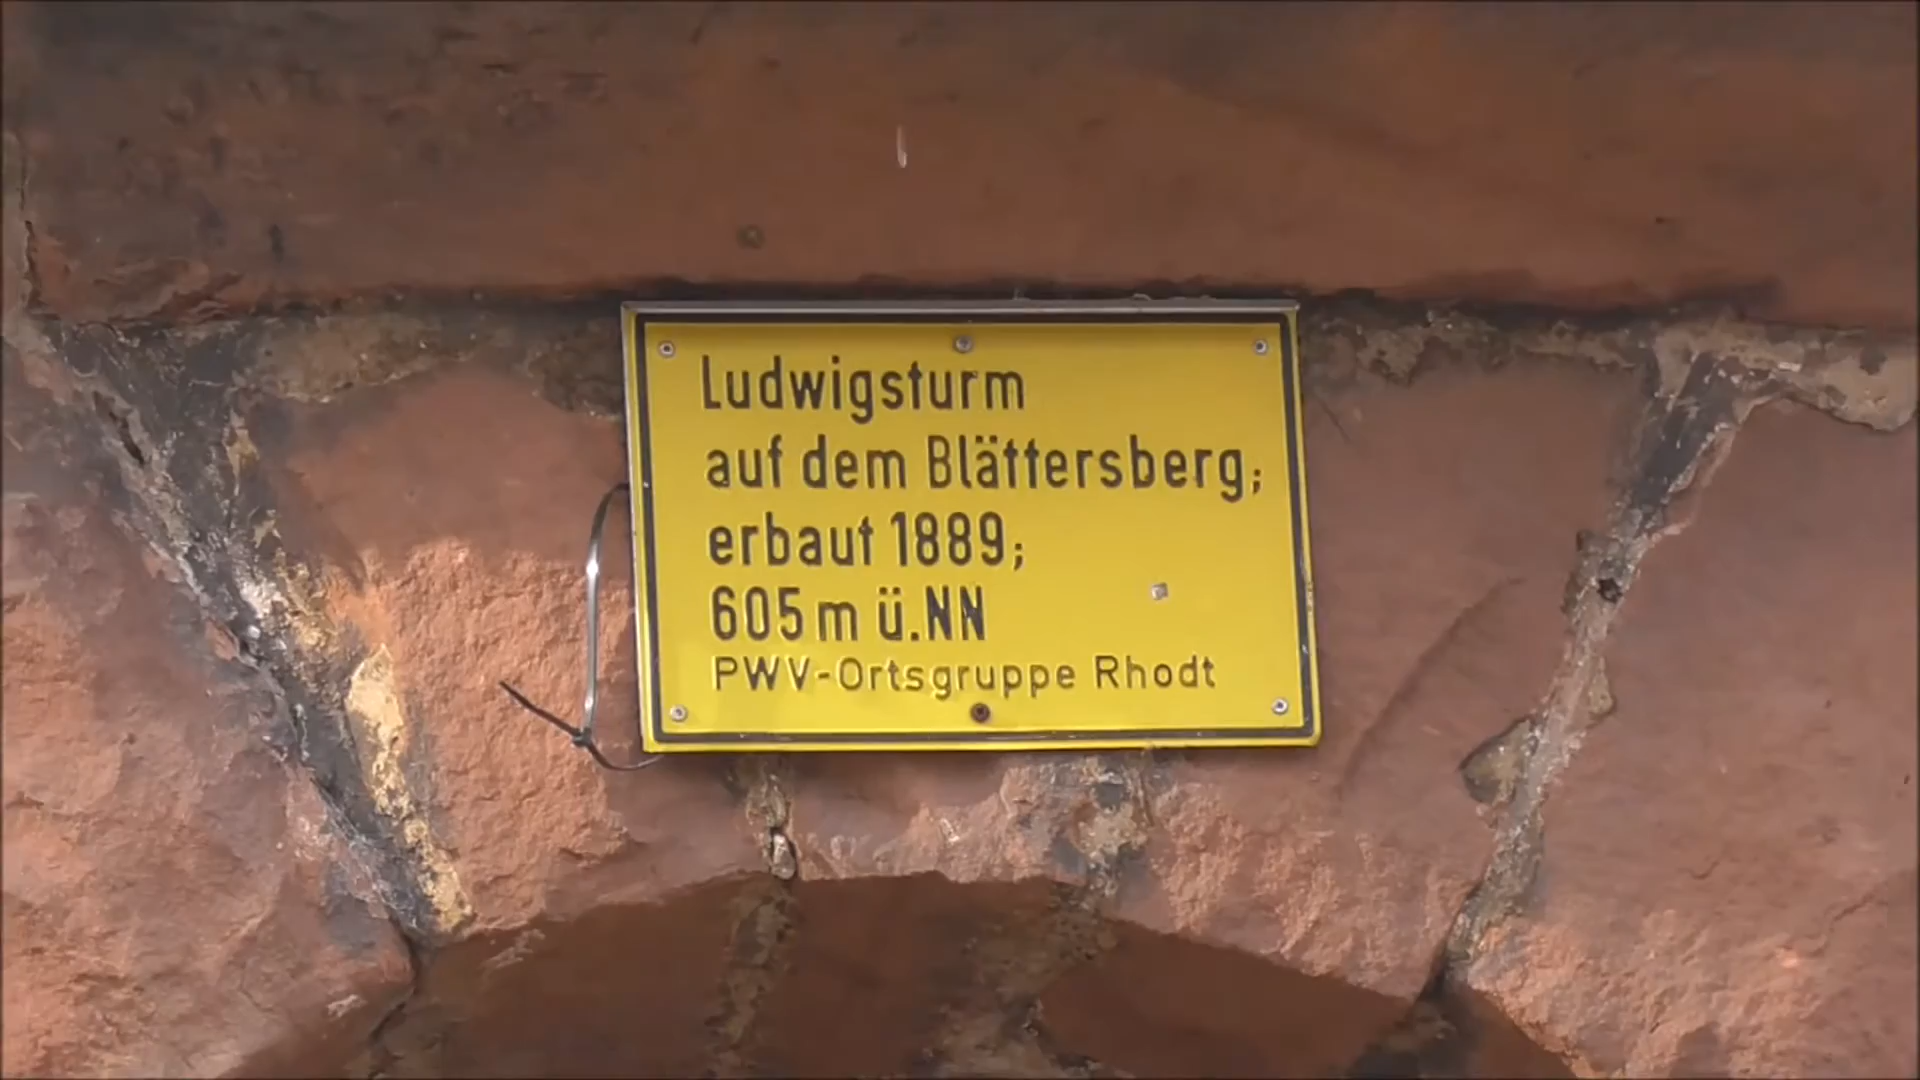 Ludwigsturm
auf dem Blättersberg;
erbaut 1889;
605 m ü.NN
PWV-Ortsgruppe Rhodt